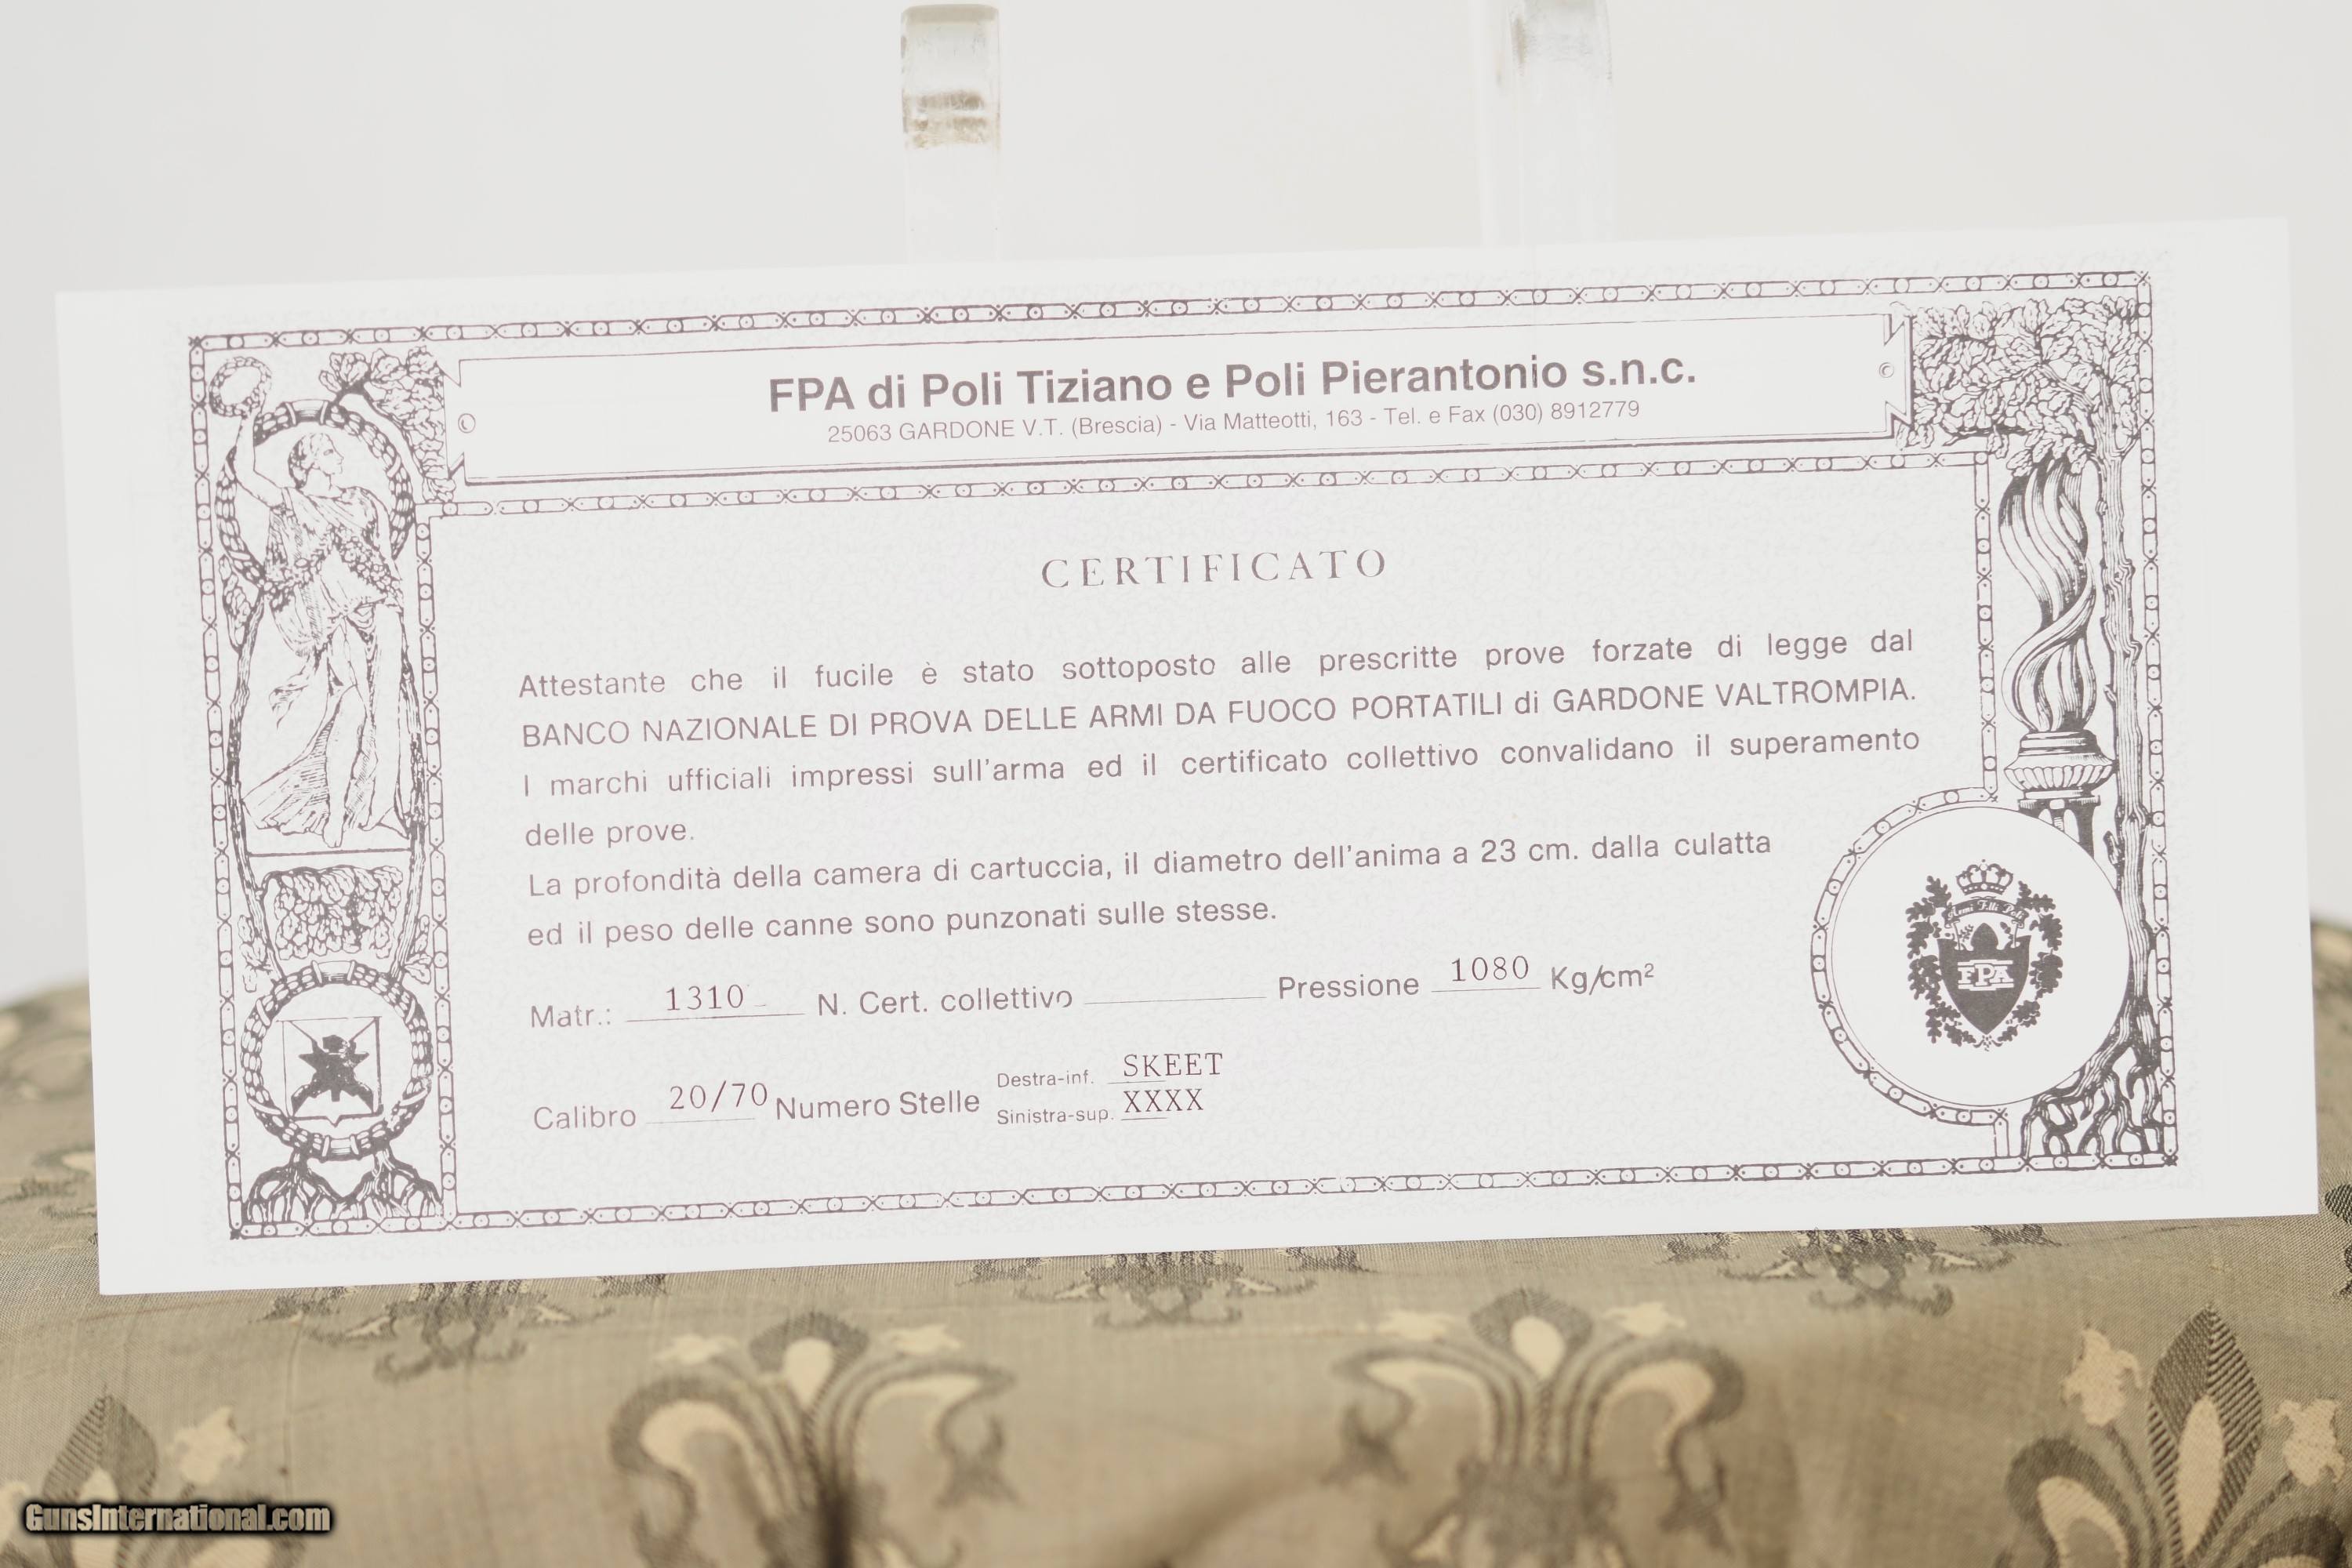 FPA di Poli Tiziano e Poli Pierantonio s.n.c.
25063 GARDONE V.T. (Brescia) - Via Matteotti, 163 - Tel. e Fax (030) 8912779
CERTIFICATO
Attestante che il fucile è stato sottoposto alle prescritte prove forzate di legge dal
BANCO NAZIONALE DI PROVA DELLE ARMI DA FUOCO PORTATILI di GARDONE VALTROMPIA.
I marchi ufficiali impressi sull'arma ed il certificato collettivo convalidano il superamento
delle prove.
La profondità della camera di cartuccia, il diametro dell'anima a 23 cm. dalla culatta
ed il peso delle canne sono punzonati sulle stesse.
Matr.: 1310 N. Cert. collettivo Pressione 1080 Kg/cm²
Calibro 20/70 Numero Stelle
Destra-inf. SKEET
Sinistra-sup. XXXX
Armi F.lli Poli
FPA
GunsInternational.com